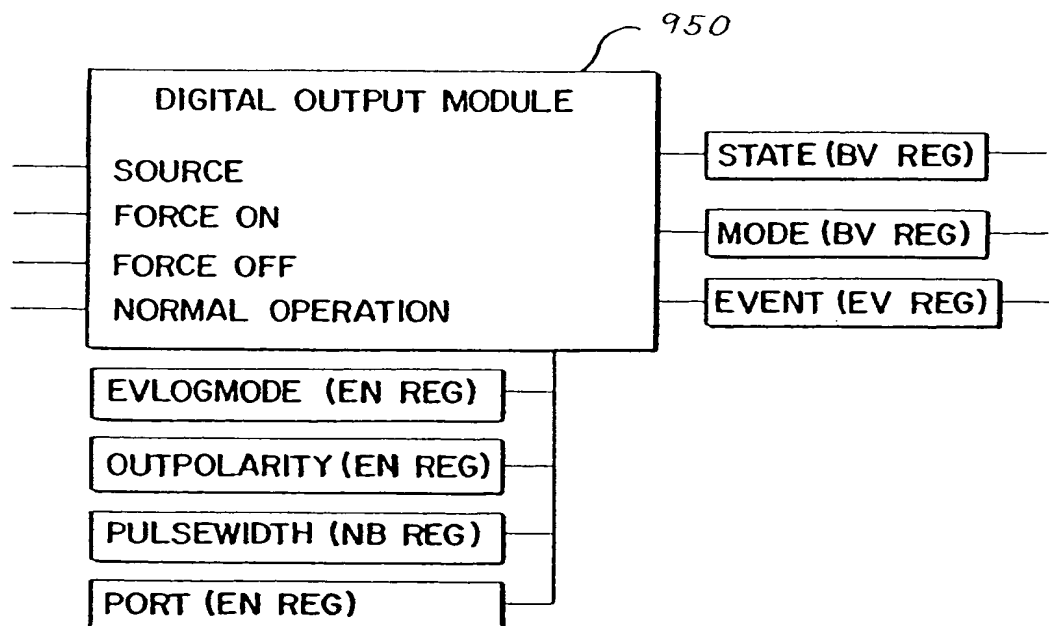 950
DIGITAL OUTPUT MODULE
SOURCE
FORCE ON
FORCE OFF
NORMAL OPERATION
STATE (BV REG)
MODE (BV REG)
EVENT (EV REG)
EVLOGMODE (EN REG)
OUTPOLARITY (EN REG)
PULSEWIDTH (NB REG)
PORT (EN REG)